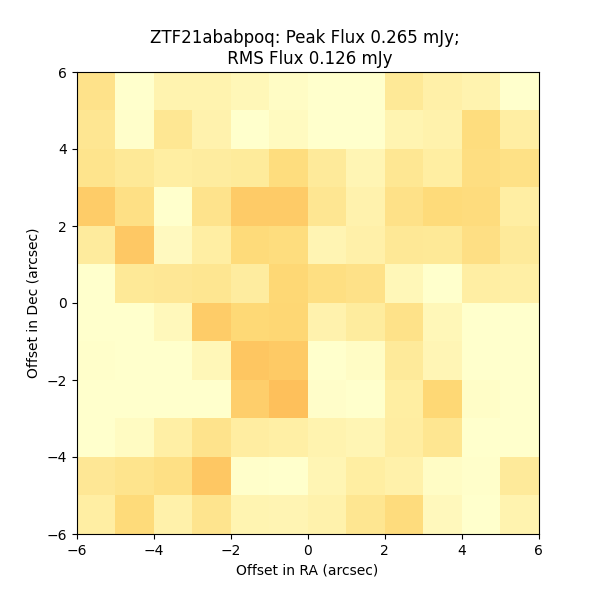 ZTF21ababpoq: Peak Flux 0.265 mJy;
RMS Flux 0.126 mJy
6
4
2
0
−2
−4
−6
Offset in Dec (arcsec)
−6 −4 −2 0 2 4 6
Offset in RA (arcsec)